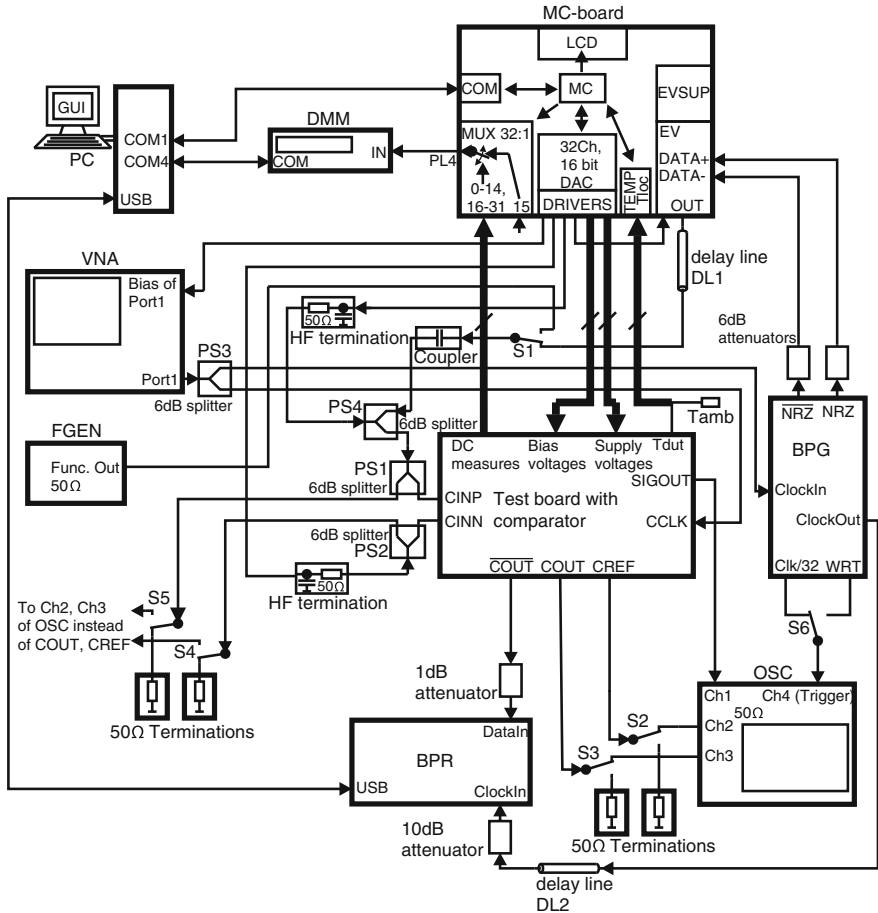 MC-board
LCD
COM
MC
EVSUP
MUX 32:1
0-14,
16-31 15
32Ch,
16 bit
DAC
DRIVERS
TEMP
Tloc
EV
DATA+
DATA-
OUT
GUI
PC
COM1
COM4
USB
DMM
COM
IN
PL4
VNA
Bias of
Port1
Port1
PS3
6dB splitter
50Ω
HF termination
Coupler
S1
delay line
DL1
6dB
attenuators
PS4
6dB splitter
Tamb
FGEN
Func. Out
50Ω
PS1
6dB splitter
6dB splitter
PS2
50Ω
HF termination
DC
measures
Bias
voltages
Supply
voltages
Tdut
SIGOUT
CINP
CINN
Test board with
comparator
CCLK
COUT COUT CREF
NRZ NRZ
BPG
ClockIn
ClockOut
Clk/32 WRT
S6
To Ch2, Ch3
of OSC instead
of COUT, CREF
S5
S4
50Ω Terminations
1dB
attenuator
DataIn
BPR
USB
ClockIn
10dB
attenuator
delay line
DL2
OSC
Ch1 Ch4 (Trigger)
50Ω
Ch2
Ch3
S2
S3
50Ω Terminations